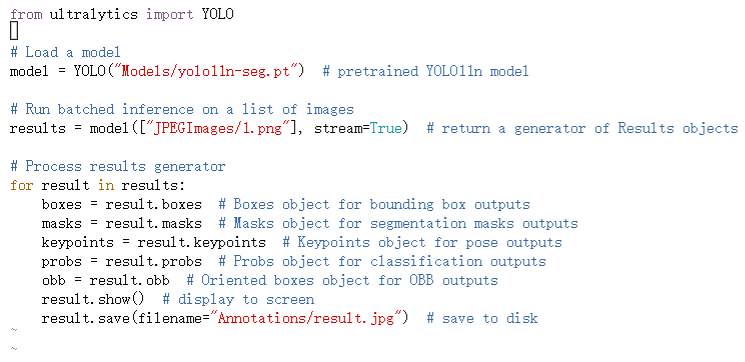 from ultralytics import YOLO
# Load a model
model = YOLO("Models/yolo11n-seg.pt")  # pretrained YOLO11n model
# Run batched inference on a list of images
results = model(["JPEGImages/1.png"], stream=True)  # return a generator of Results objects
# Process results generator
for result in results:
    boxes = result.boxes  # Boxes object for bounding box outputs
    masks = result.masks  # Masks object for segmentation masks outputs
    keypoints = result.keypoints  # Keypoints object for pose outputs
    probs = result.probs  # Probs object for classification outputs
    obb = result.obb  # Oriented boxes object for OBB outputs
    result.show()  # display to screen
    result.save(filename="Annotations/result.jpg")  # save to disk
~
~